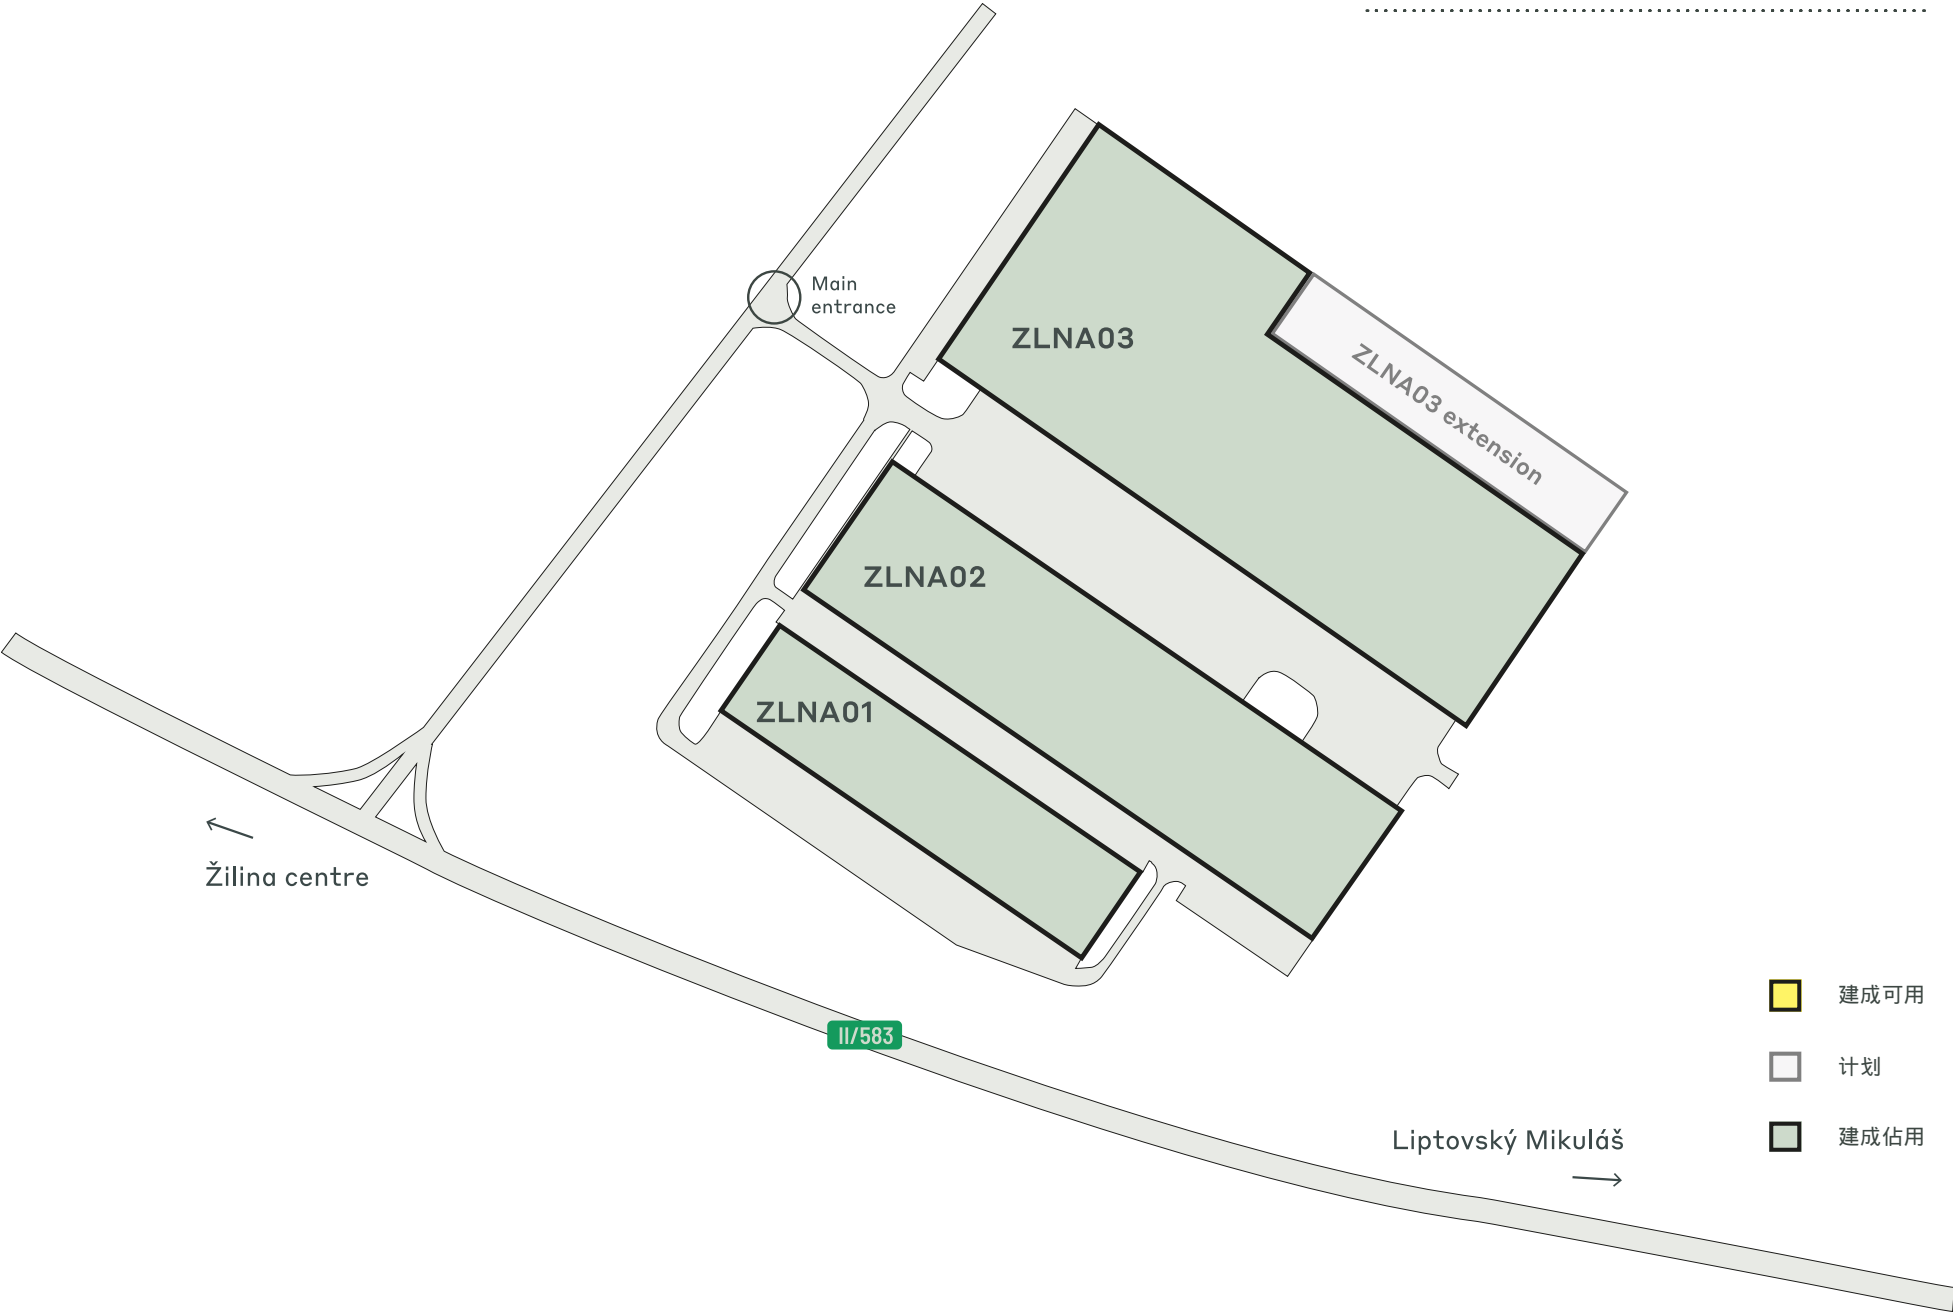 Main
entrance
ZLNA03
ZLNA03 extension
ZLNA02
ZLNA01
Žilina centre
II/583
Liptovský Mikuláš
建成可用
计划
建成佔用